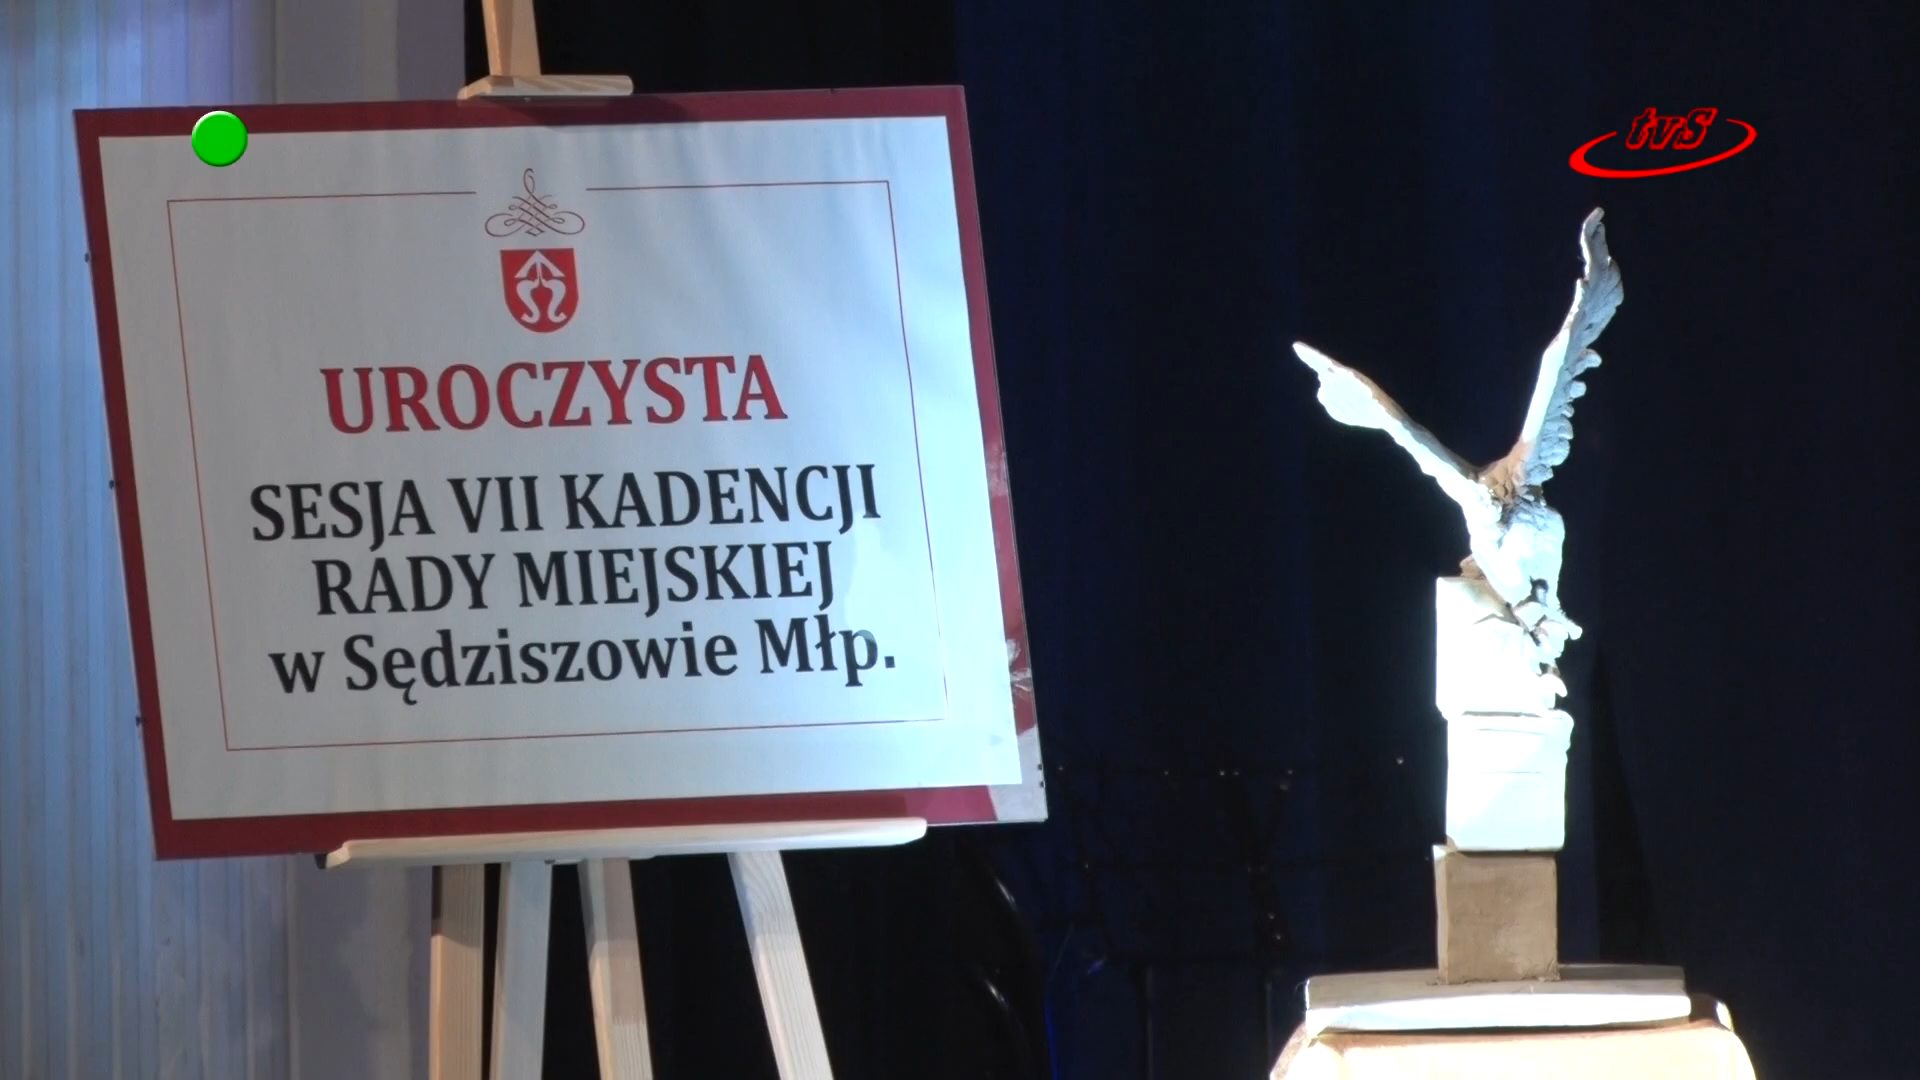 tvS
UROCZYSTA
SESJA VII KADENCJI
RADY MIEJSKIEJ
w Sędziszowie Młp.